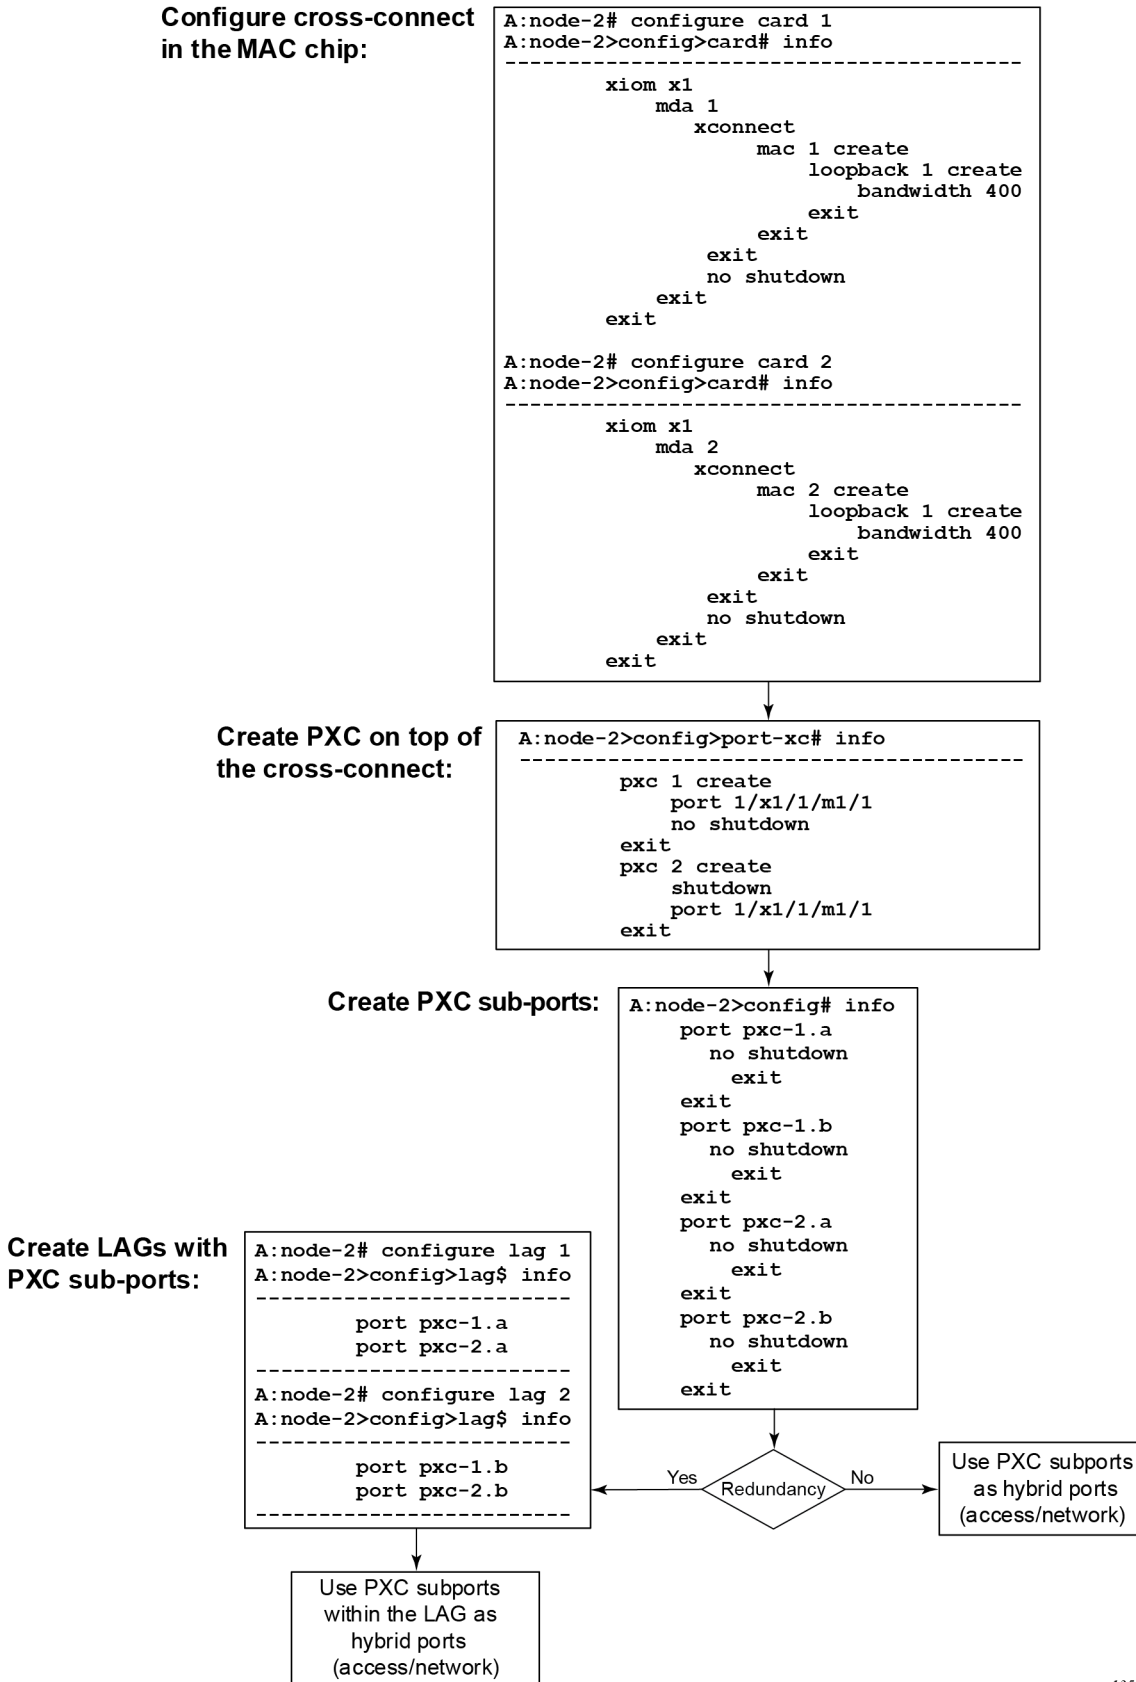 Configure cross-connect
in the MAC chip:
A:node-2# configure card 1
A:node-2>config>card# info
-----------------------------------------
xiom x1
mda 1
xconnect
mac 1 create
loopback 1 create
bandwidth 400
exit
exit
exit
no shutdown
exit
exit
A:node-2# configure card 2
A:node-2>config>card# info
-----------------------------------------
xiom x1
mda 2
xconnect
mac 2 create
loopback 1 create
bandwidth 400
exit
exit
exit
no shutdown
exit
exit
Create PXC on top of
the cross-connect:
A:node-2>config>port-xc# info
----------------------------------------
pxc 1 create
port 1/x1/1/m1/1
no shutdown
exit
pxc 2 create
shutdown
port 1/x1/1/m1/1
exit
Create PXC sub-ports:
A:node-2>config# info
port pxc-1.a
no shutdown
exit
exit
port pxc-1.b
no shutdown
exit
exit
port pxc-2.a
no shutdown
exit
exit
port pxc-2.b
no shutdown
exit
exit
Create LAGs with
PXC sub-ports:
A:node-2# configure lag 1
A:node-2>config>lag$ info
-------------------------
port pxc-1.a
port pxc-2.a
-------------------------
A:node-2# configure lag 2
A:node-2>config>lag$ info
-------------------------
port pxc-1.b
port pxc-2.b
-------------------------
Yes
Redundancy
No
Use PXC subports
as hybrid ports
(access/network)
Use PXC subports
within the LAG as
hybrid ports
(access/network)